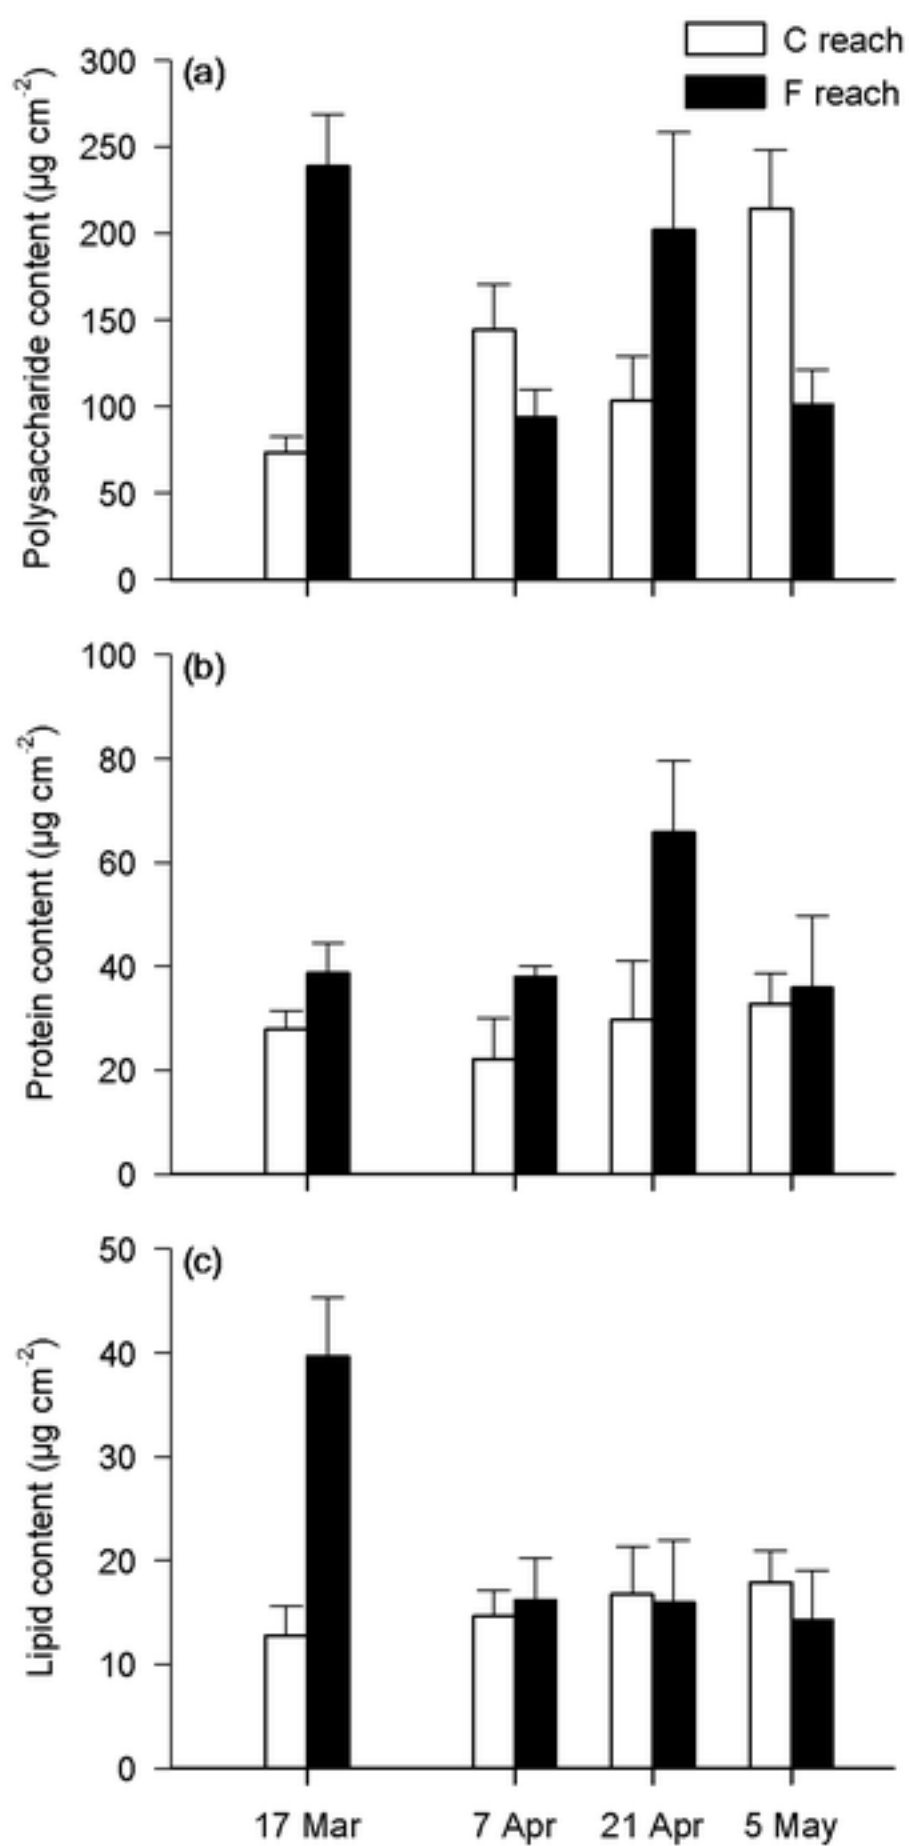 C reach
F reach
(a)
Polysaccharide content (µg cm-2)
300
250
200
150
100
50
0
(b)
Protein content (µg cm-2)
100
80
60
40
20
0
(c)
Lipid content (µg cm-2)
50
40
30
20
10
0
17 Mar 7 Apr 21 Apr 5 May